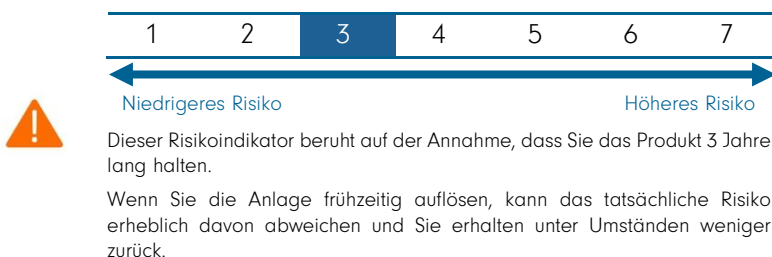 1 2 3 4 5 6 7
Niedrigeres Risiko Höheres Risiko
Dieser Risikoindikator beruht auf der Annahme, dass Sie das Produkt 3 Jahre
lang halten.
Wenn Sie die Anlage frühzeitig auflösen, kann das tatsächliche Risiko
erheblich davon abweichen und Sie erhalten unter Umständen weniger
zurück.